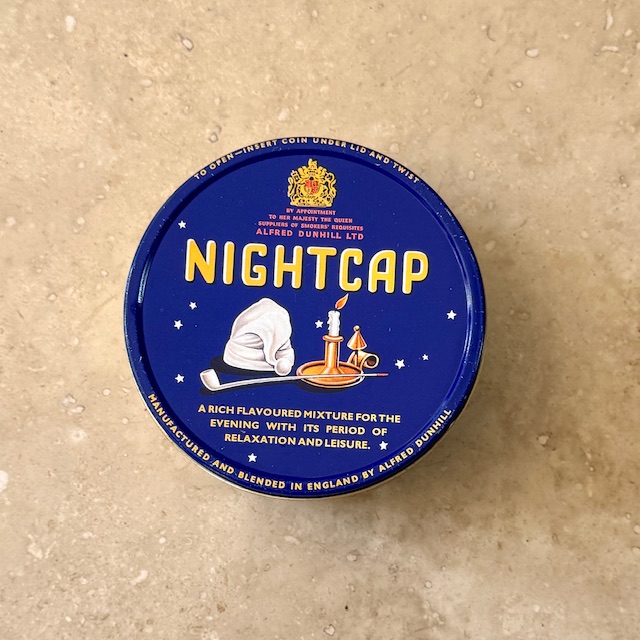 TO OPEN—INSERT COIN UNDER LID AND TWIST
BY APPOINTMENT
TO HER MAJESTY THE QUEEN
SUPPLIERS OF SMOKERS' REQUISITES
ALFRED DUNHILL LTD
NIGHTCAP
A RICH FLAVOURED MIXTURE FOR THE
EVENING WITH ITS PERIOD OF
RELAXATION AND LEISURE.
MANUFACTURED AND BLENDED IN ENGLAND BY ALFRED DUNHILL